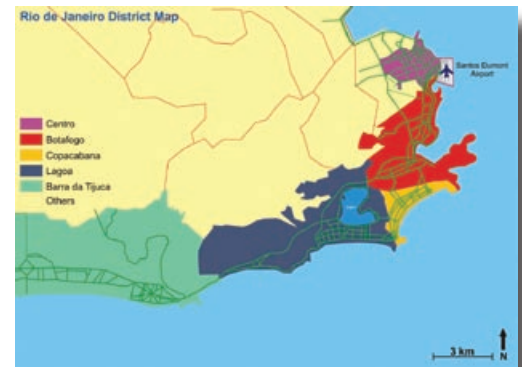 Rio de Janeiro District Map
Santos Dumont
Airport
Centro
Botafogo
Copacabana
Lagoa
Barra da Tijuca
Others
3 km
N